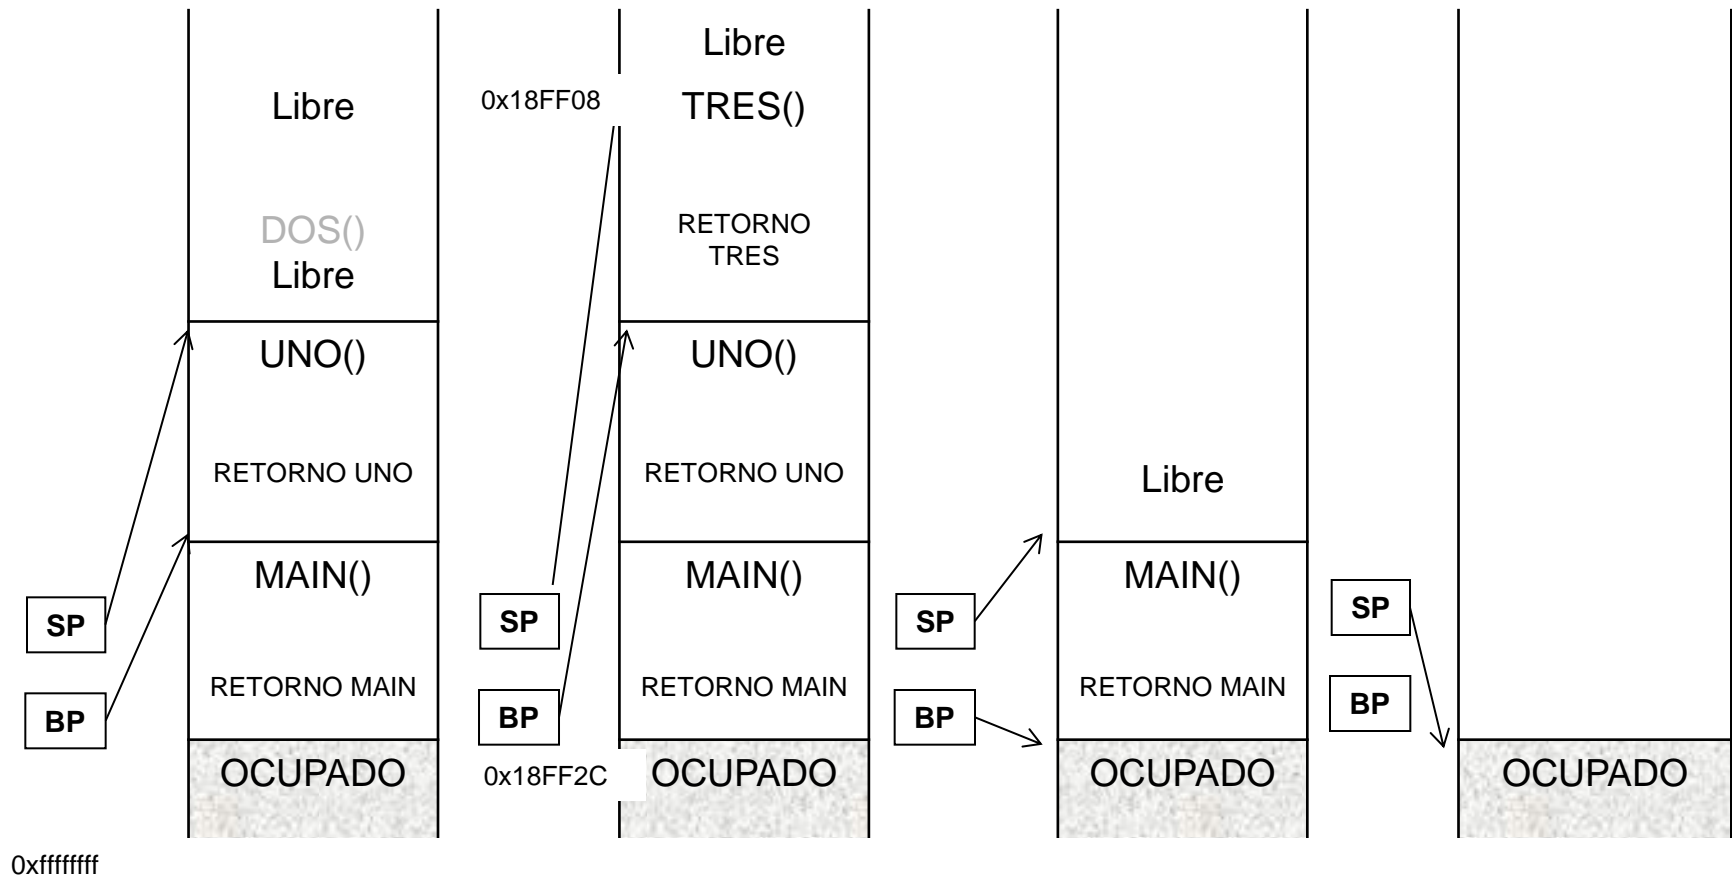 Libre
DOS()
Libre
UNO()
RETORNO UNO
MAIN()
SP
RETORNO MAIN
BP
OCUPADO
0xffffffff
Libre
0x18FF08
TRES()
RETORNO
TRES
UNO()
RETORNO UNO
MAIN()
SP
RETORNO MAIN
BP
0x18FF2C
OCUPADO
Libre
MAIN()
SP
RETORNO MAIN
BP
OCUPADO
SP
BP
OCUPADO